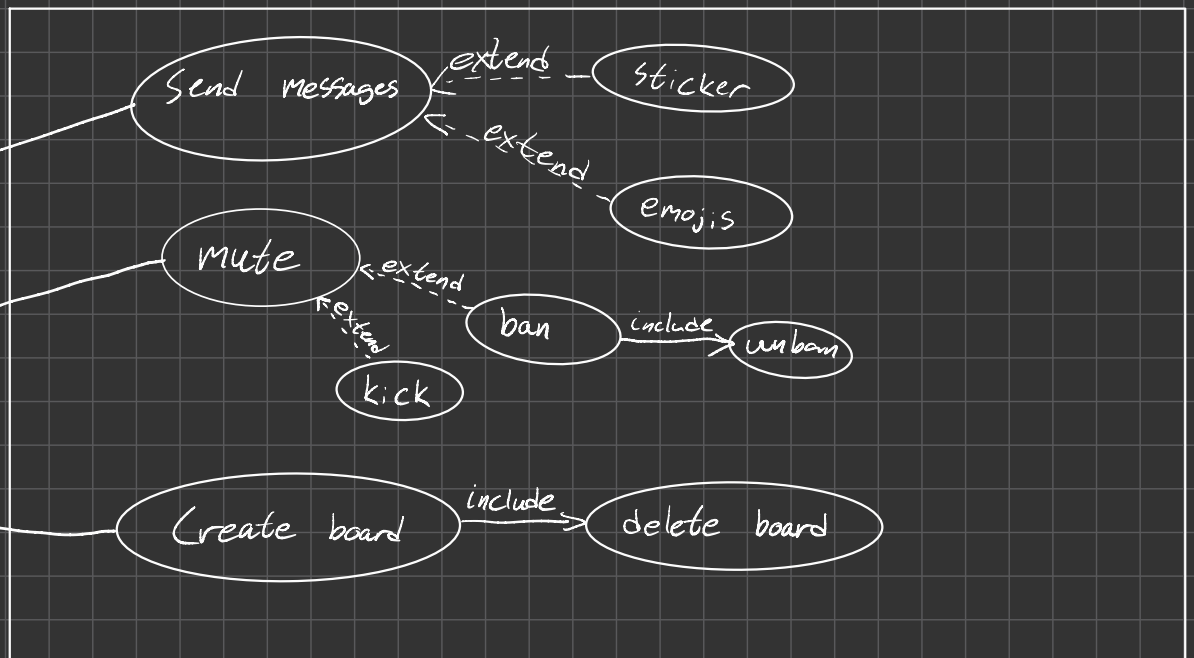 Send messages
extend
sticker
extend
emojis
mute
extend
ban
include
unban
extend
kick
Create board
include
delete board